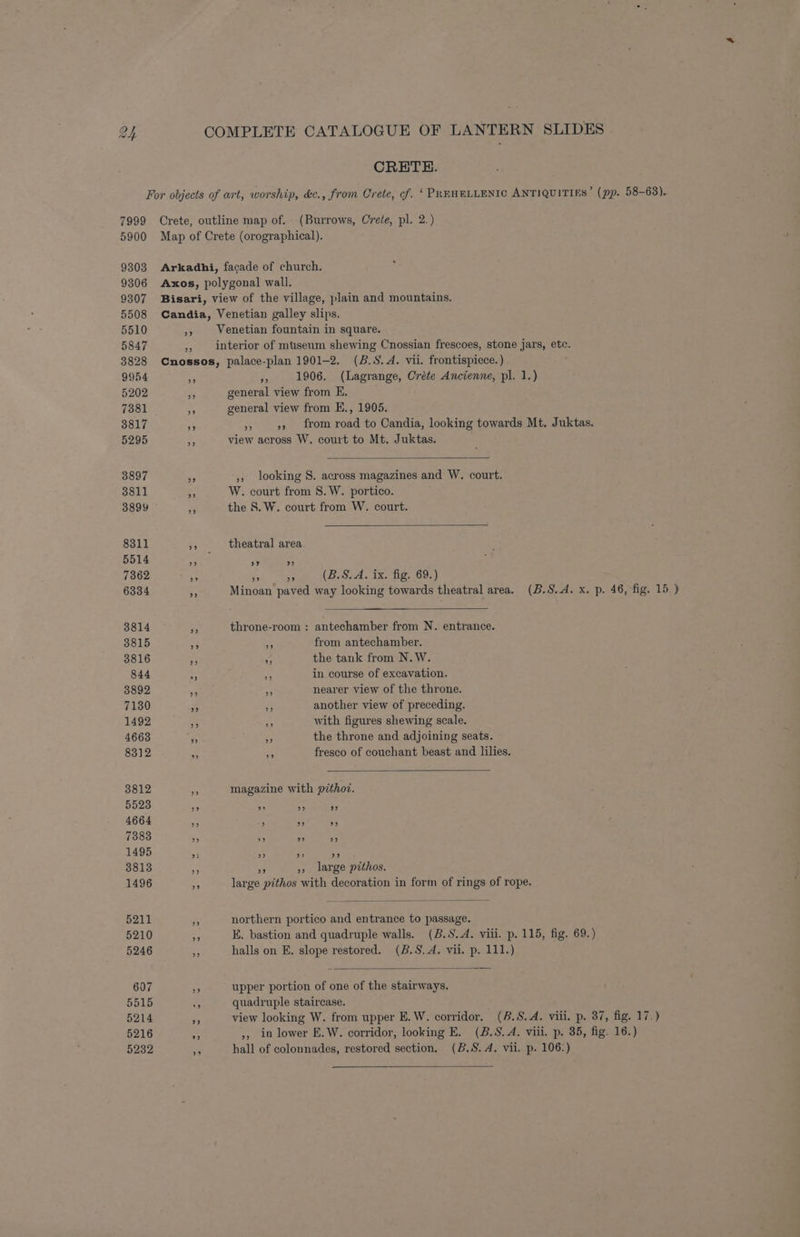 24 COMPLETE CATALOGUE OF LANTERN SLIDES
CRETE.
For objects of art, worship, &c., from Crete, cf. ‘PREHELLENIC ANTIQUITIES’ (pp. 58–63).
7999 Crete, outline map of. (Burrows, Crete, pl. 2.)
5900 Map of Crete (orographical).
9303 Arkadhi, façade of church.
9306 Axos, polygonal wall.
9307 Bisari, view of the village, plain and mountains.
5508 Candia, Venetian galley slips.
5510 ,, Venetian fountain in square.
5847 ,, interior of museum shewing Cnossian frescoes, stone jars, etc.
3828 Cnossos, palace-plan 1901–2. (B.S.A. vii. frontispiece.)
9954 ,, ,, 1906. (Lagrange, Crète Ancienne, pl. 1.)
5202 ,, general view from E.
7381 ,, general view from E., 1905.
3817 ,, ,, ,, from road to Candia, looking towards Mt. Juktas.
5295 ,, view across W. court to Mt. Juktas.
3897 ,, ,, looking S. across magazines and W. court.
3811 ,, W. court from S.W. portico.
3899 ,, the S.W. court from W. court.
8311 ,, theatral area.
5514 ,, ,, ,,
7362 ,, ,, ,, (B.S.A. ix. fig. 69.)
6334 ,, Minoan paved way looking towards theatral area. (B.S.A. x. p. 46, fig. 15.)
3814 ,, throne-room : antechamber from N. entrance.
3815 ,, ,, from antechamber.
3816 ,, ,, the tank from N.W.
844 ,, ,, in course of excavation.
3892 ,, ,, nearer view of the throne.
7130 ,, ,, another view of preceding.
1492 ,, ,, with figures shewing scale.
4663 ,, ,, the throne and adjoining seats.
8312 ,, ,, fresco of couchant beast and lilies.
3812 ,, magazine with pithoi.
5523 ,, ,, ,, ,,
4664 ,, ,, ,, ,,
7383 ,, ,, ,, ,,
1495 ,, ,, ,, ,,
3813 ,, ,, ,, large pithos.
1496 ,, large pithos with decoration in form of rings of rope.
5211 ,, northern portico and entrance to passage.
5210 ,, E. bastion and quadruple walls. (B.S.A. viii. p. 115, fig. 69.)
5246 ,, halls on E. slope restored. (B.S.A. vii. p. 111.)
607 ,, upper portion of one of the stairways.
5515 ,, quadruple staircase.
5214 ,, view looking W. from upper E.W. corridor. (B.S.A. viii. p. 37, fig. 17.)
5216 ,, ,, in lower E.W. corridor, looking E. (B.S.A. viii. p. 35, fig. 16.)
5232 ,, hall of colonnades, restored section. (B.S.A. vii. p. 106.)